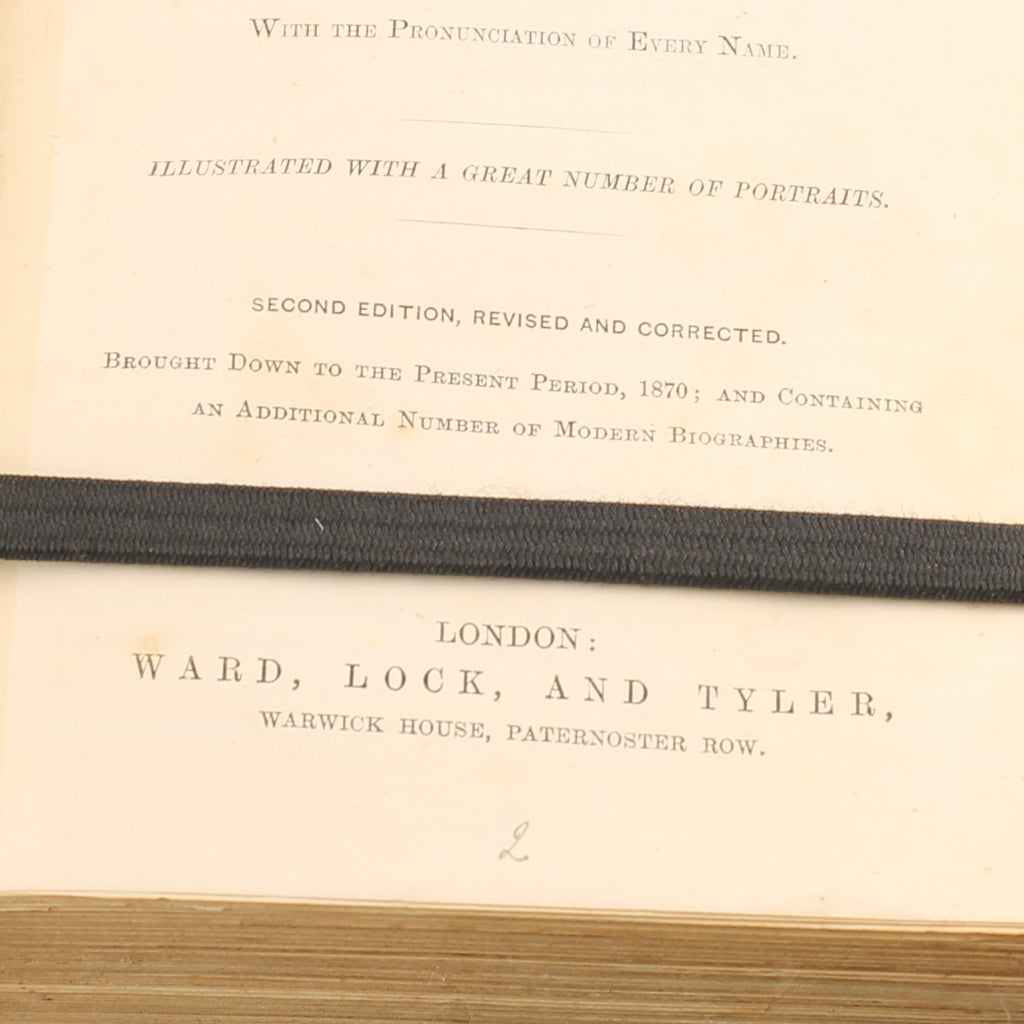 With the Pronunciation of Every Name.
ILLUSTRATED WITH A GREAT NUMBER OF PORTRAITS.
SECOND EDITION, REVISED AND CORRECTED.
Brought Down to the Present Period, 1870; and Containing
an Additional Number of Modern Biographies.
LONDON:
WARD, LOCK, AND TYLER,
WARWICK HOUSE, PATERNOSTER ROW.
2